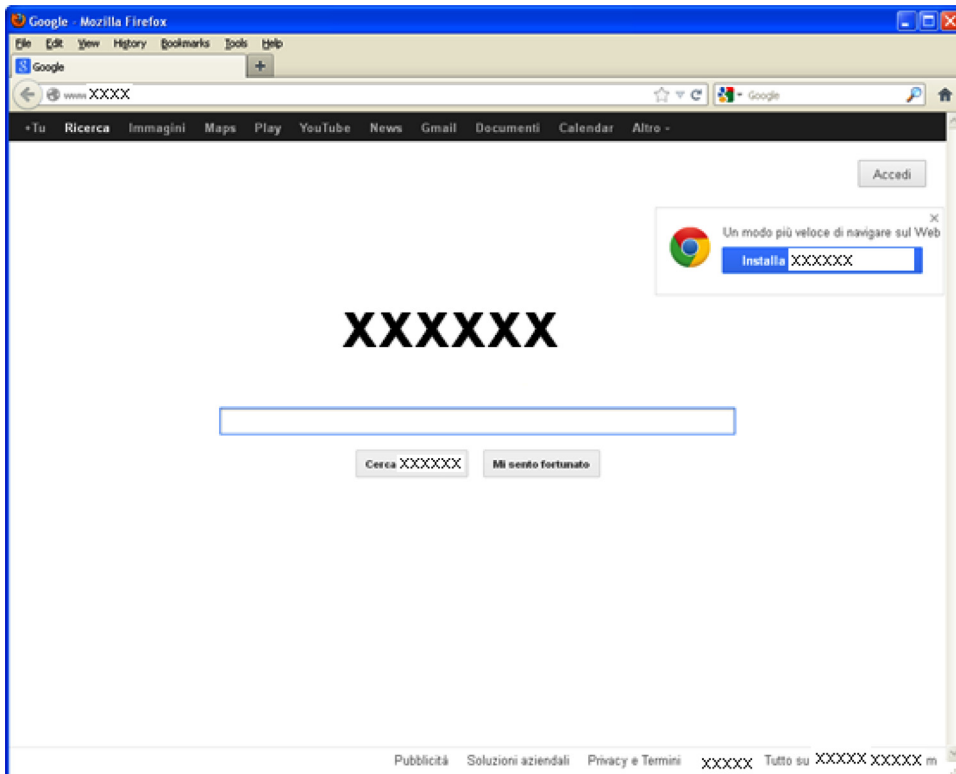 Google - Mozilla Firefox
File Edit View History Bookmarks Tools Help
Google +
www XXXX Google
+Tu Ricerca Immagini Maps Play YouTube News Gmail Documenti Calendar Altro
Accedi
Un modo più veloce di navigare sul Web
Installa XXXXXX
XXXXXX
Cerca XXXXXX Mi sento fortunato
Pubblicità Soluzioni aziendali Privacy e Termini XXXXX Tutto su XXXXX XXXXX m